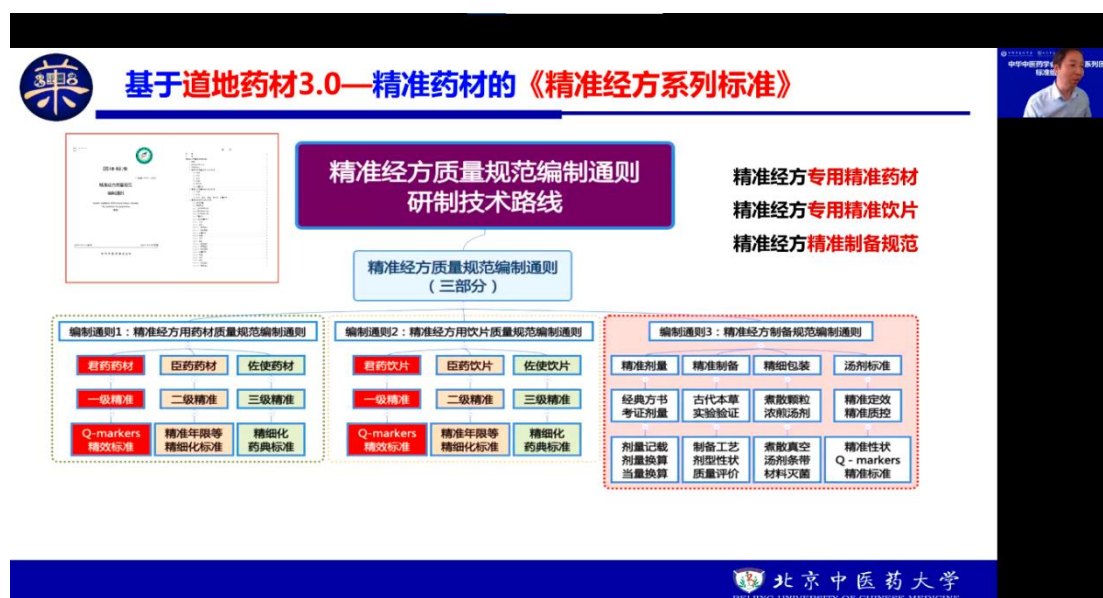 基于道地药材3.0—精准药材的《精准经方系列标准》
精准经方质量规范编制通则
研制技术路线
精准经方专用精准药材
精准经方专用精准饮片
精准经方精准制备规范
精准经方质量规范编制通则
（三部分）
编制通则1：精准经方用药材质量规范编制通则
君药药材
臣药药材
佐使药材
一级精准
二级精准
三级精准
Q-markers
精效标准
精准年限等
精细化标准
精细化
药典标准
编制通则2：精准经方用饮片质量规范编制通则
君药饮片
臣药饮片
佐使饮片
一级精准
二级精准
三级精准
Q-markers
精效标准
精准年限等
精细化标准
精细化
药典标准
编制通则3：精准经方制备规范编制通则
精准剂量
精准制备
精细包装
汤剂标准
经典方书
考证剂量
古代本草
实验验证
煮散颗粒
浓煎汤剂
精准定效
精准质控
剂量记载
剂量换算
当量换算
制备工艺
剂型性状
质量评价
煮散真空
汤剂条带
材料灭菌
精准性状
Q - markers
精准标准
北京中医药大学
BEIJING UNIVERSITY OF CHINESE MEDICINE